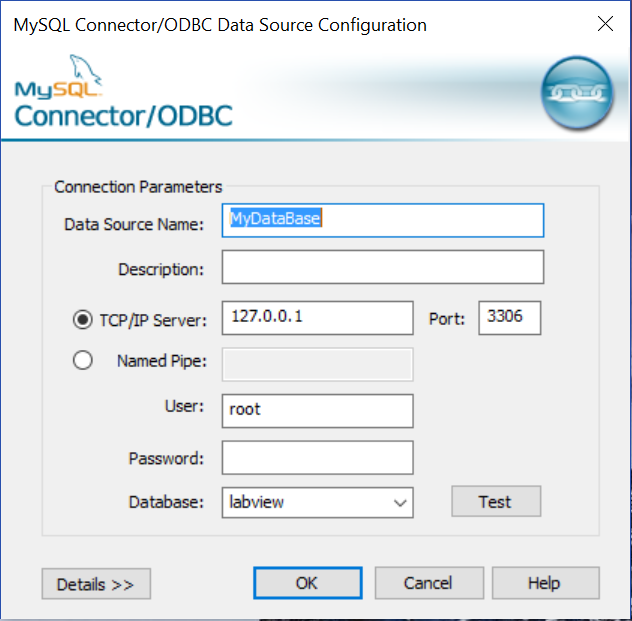 MySQL Connector/ODBC Data Source Configuration
MySQL
Connector/ODBC
Connection Parameters
Data Source Name: MyDataBase
Description:
TCP/IP Server: 127.0.0.1 Port: 3306
Named Pipe:
User: root
Password:
Database: labview Test
Details >> OK Cancel Help